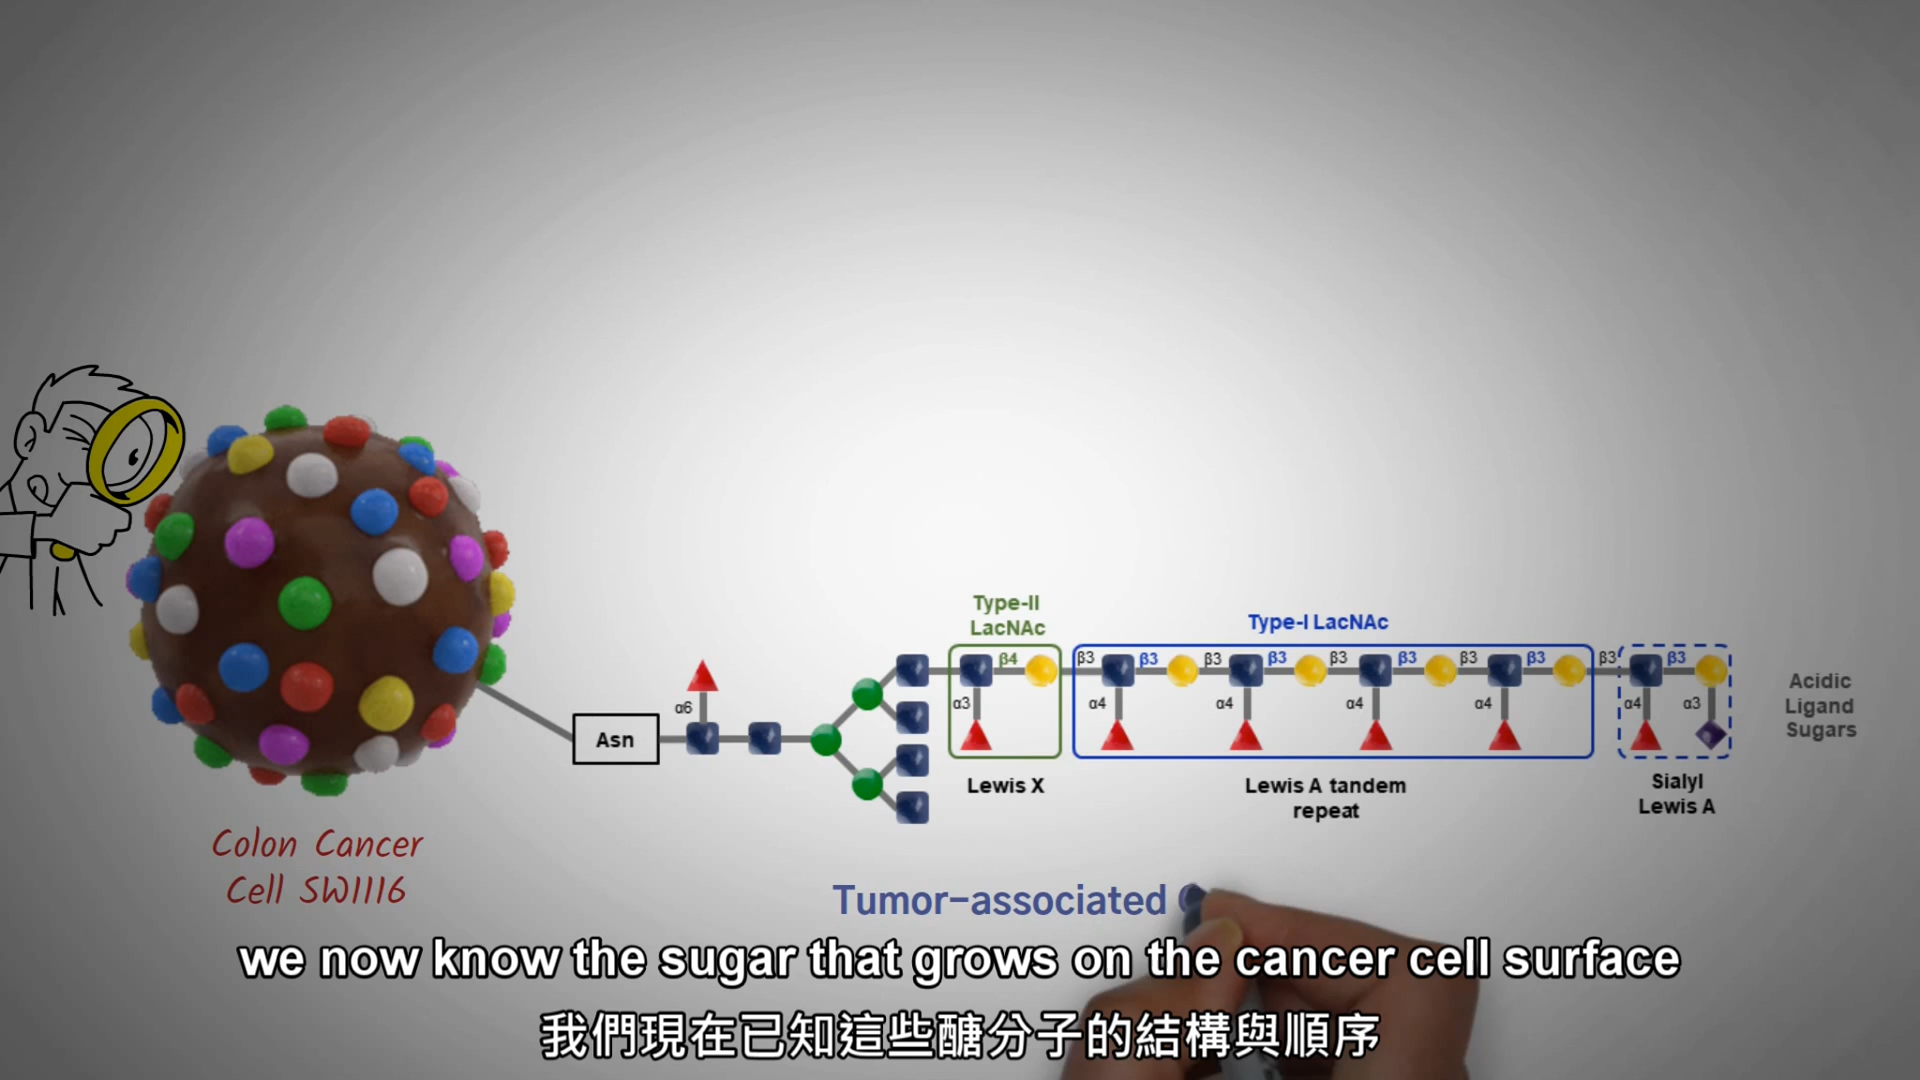 Type-II
LacNAc
Type-I LacNAc
β4
β3
β3
β3
β3
β3
β3
β3
β3
β3
β3
α3
α4
α4
α4
α4
α4
α3
α6
Asn
Acidic
Ligand
Sugars
Lewis X
Lewis A tandem
repeat
Sialyl
Lewis A
Colon Cancer
Cell SW1116
Tumor-associated
we now know the sugar that grows on the cancer cell surface
我們現在已知這些醣分子的結構與順序